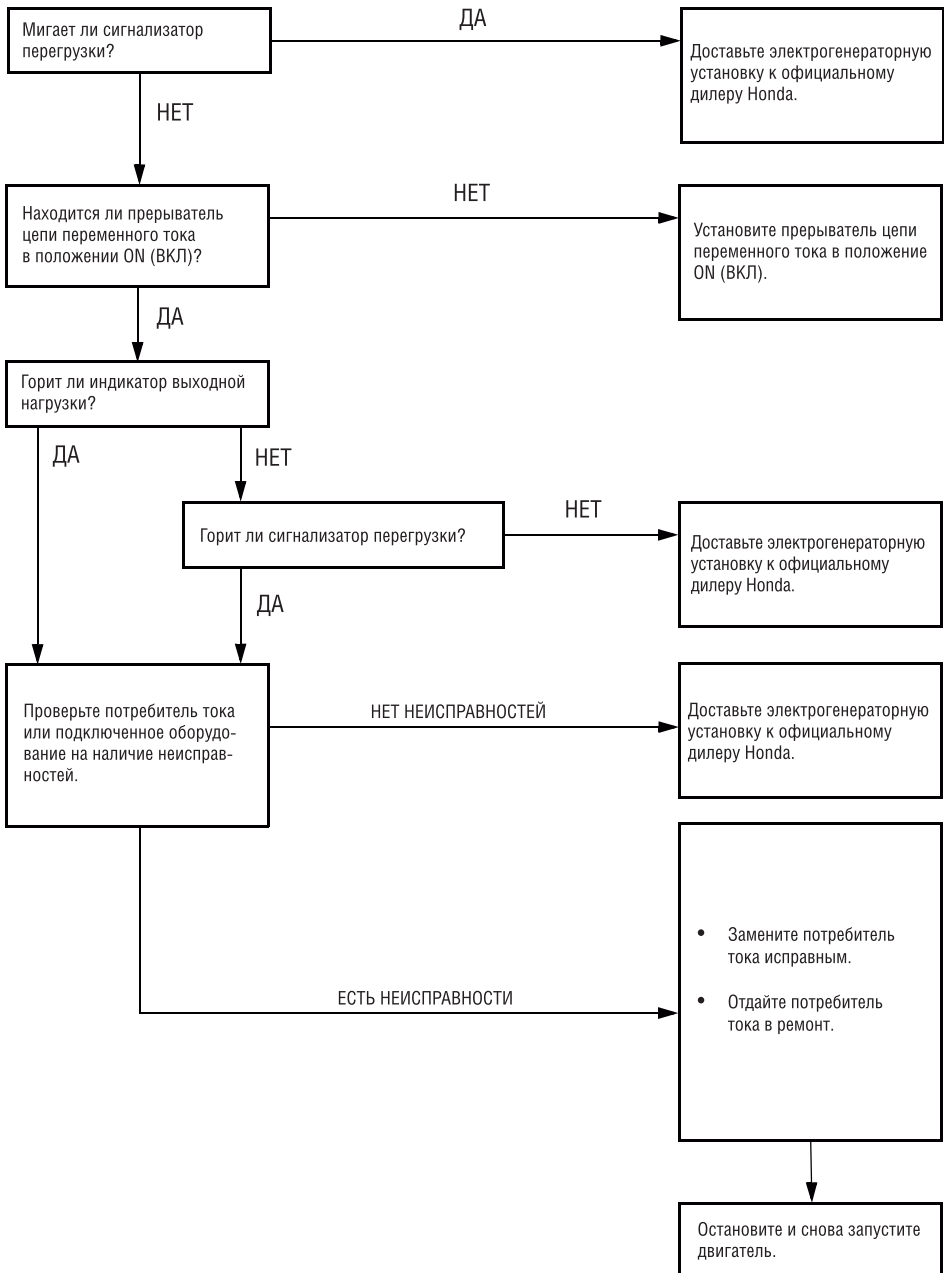 Мигает ли сигнализатор
перегрузки?
ДА
Доставьте электрогенераторную
установку к официальному
дилеру Honda.
НЕТ
Находится ли прерыватель
цепи переменного тока
в положении ON (ВКЛ)?
НЕТ
Установите прерыватель цепи
переменного тока в положение
ON (ВКЛ).
ДА
Горит ли индикатор выходной
нагрузки?
ДА
НЕТ
Горит ли сигнализатор перегрузки?
НЕТ
Доставьте электрогенераторную
установку к официальному
дилеру Honda.
ДА
Проверьте потребитель тока
или подключенное оборудо-
вание на наличие неисправ-
ностей.
НЕТ НЕИСПРАВНОСТЕЙ
Доставьте электрогенераторную
установку к официальному
дилеру Honda.
ЕСТЬ НЕИСПРАВНОСТИ
• Замените потребитель
тока исправным.
• Отдайте потребитель
тока в ремонт.
Остановите и снова запустите
двигатель.